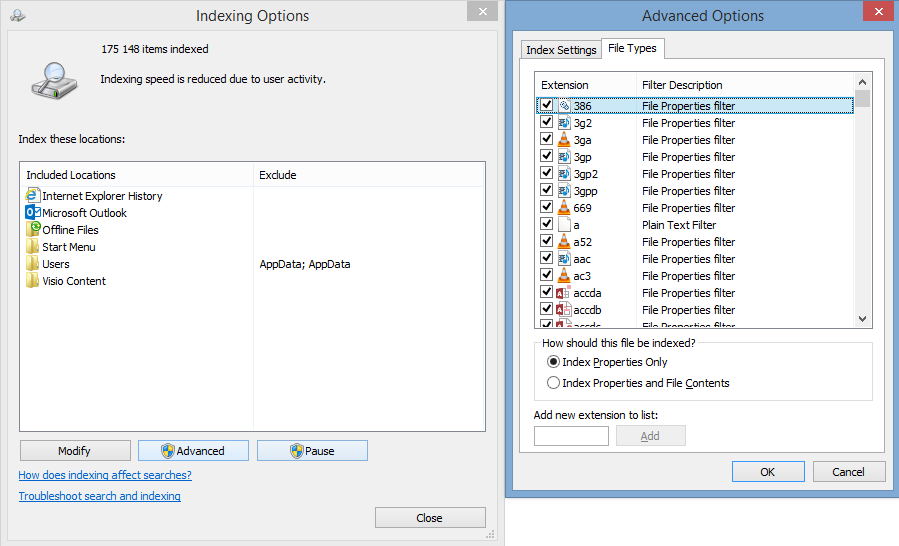 Indexing Options
175 148 items indexed
Indexing speed is reduced due to user activity.
Index these locations:
Included Locations Exclude
Internet Explorer History
Microsoft Outlook
Offline Files
Start Menu
Users AppData; AppData
Visio Content
Modify Advanced Pause
How does indexing affect searches?
Troubleshoot search and indexing
Close
Advanced Options
Index Settings File Types
Extension Filter Description
386 File Properties filter
3g2 File Properties filter
3ga File Properties filter
3gp File Properties filter
3gp2 File Properties filter
3gpp File Properties filter
669 File Properties filter
a Plain Text Filter
a52 File Properties filter
aac File Properties filter
ac3 File Properties filter
accda File Properties filter
accdb File Properties filter
accdc File Properties filter
How should this file be indexed?
Index Properties Only
Index Properties and File Contents
Add new extension to list:
Add
OK Cancel